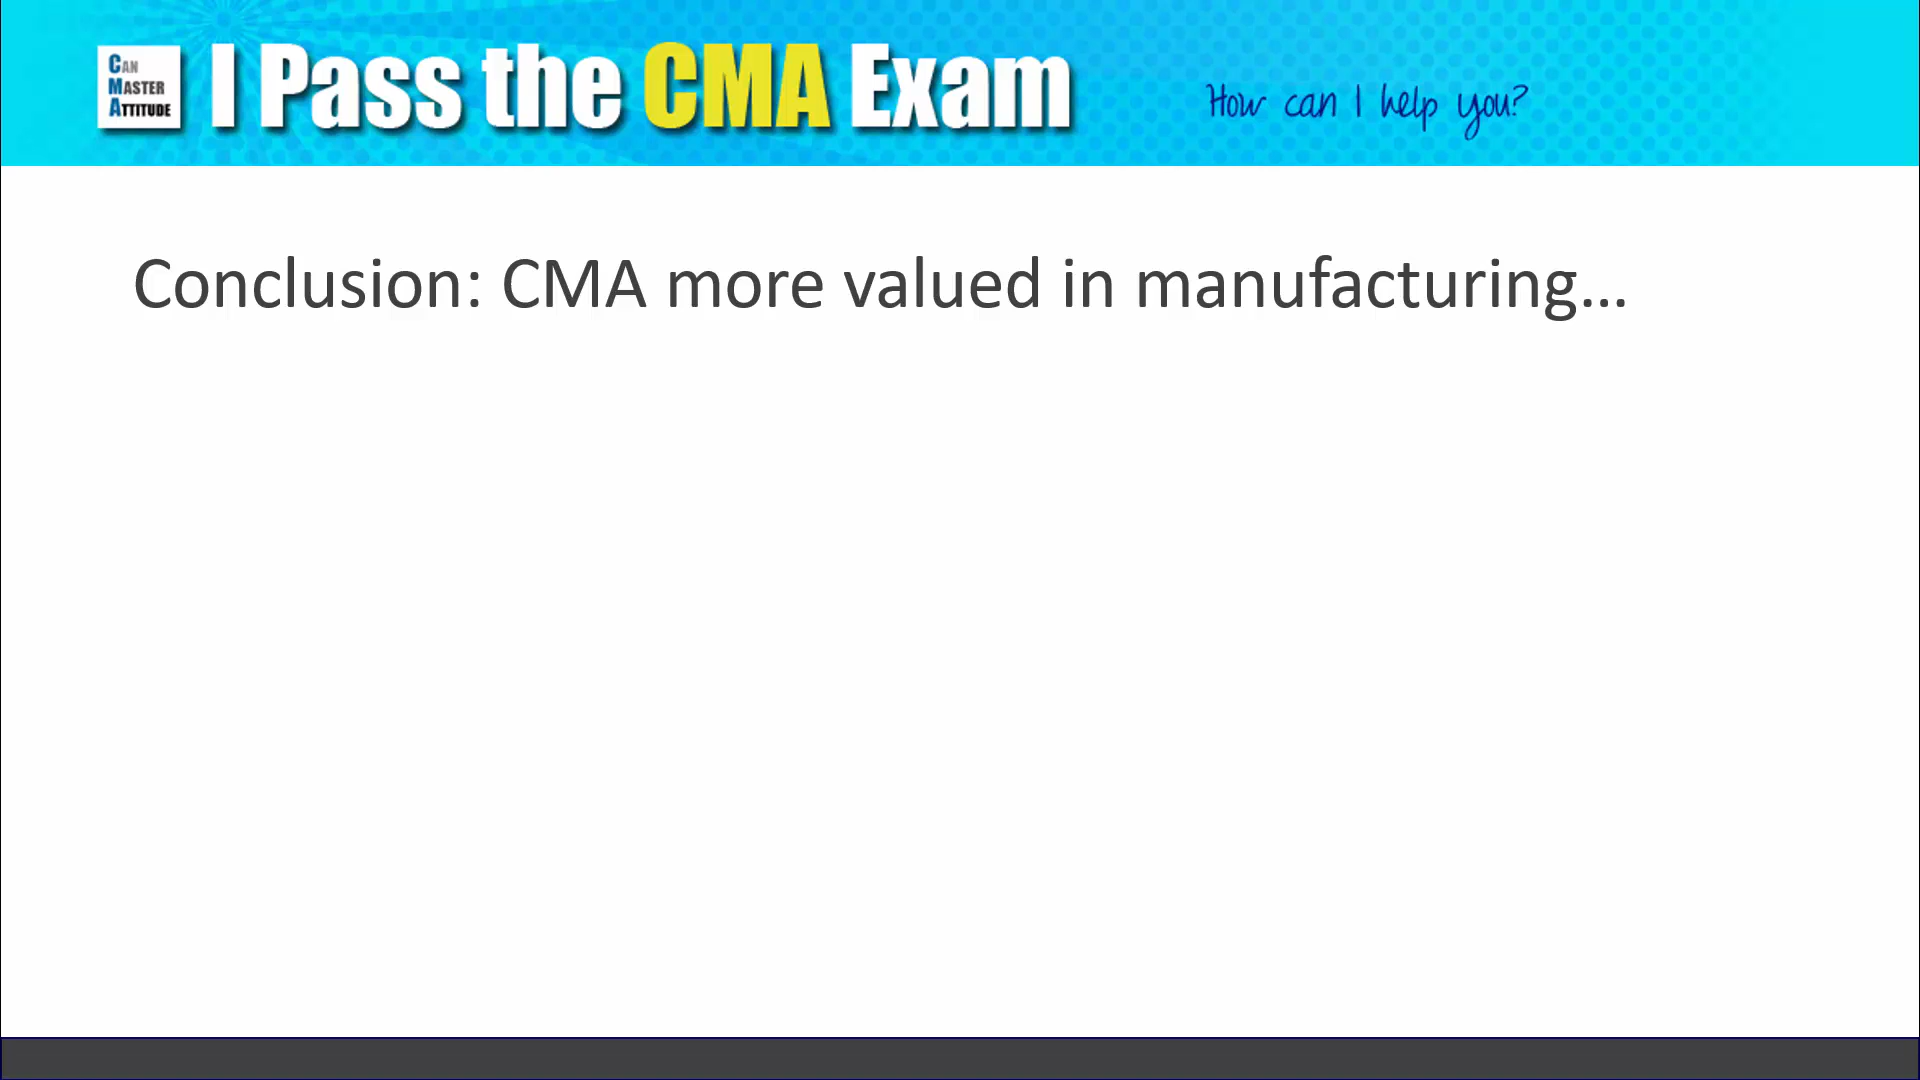 CAN
MASTER
ATTITUDE
I Pass the CMA Exam
How can I help you?
Conclusion: CMA more valued in manufacturing...